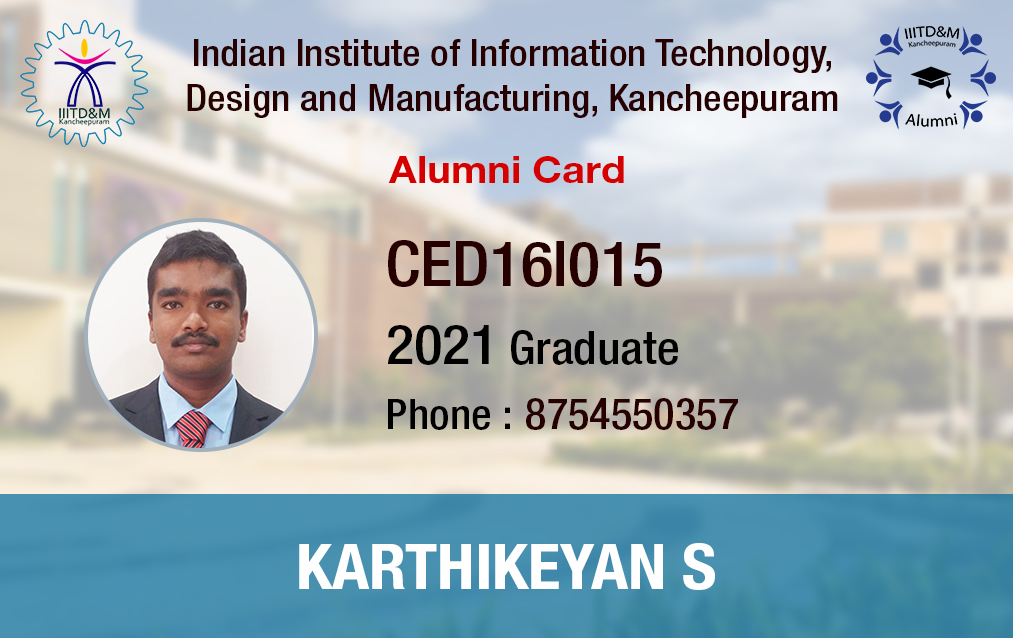 Indian Institute of Information Technology,
Design and Manufacturing, Kancheepuram
IIITD&M
Kancheepuram
IIITD&M
Kancheepuram
Alumni
Alumni Card
CED16I015
2021 Graduate
Phone : 8754550357
KARTHIKEYAN S